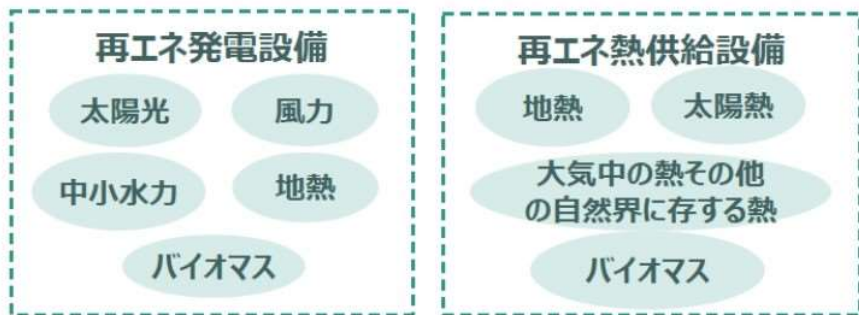 再エネ発電設備
太陽光
風力
中小水力
地熱
バイオマス
再エネ熱供給設備
地熱
太陽熱
大気中の熱その他
の自然界に存する熱
バイオマス